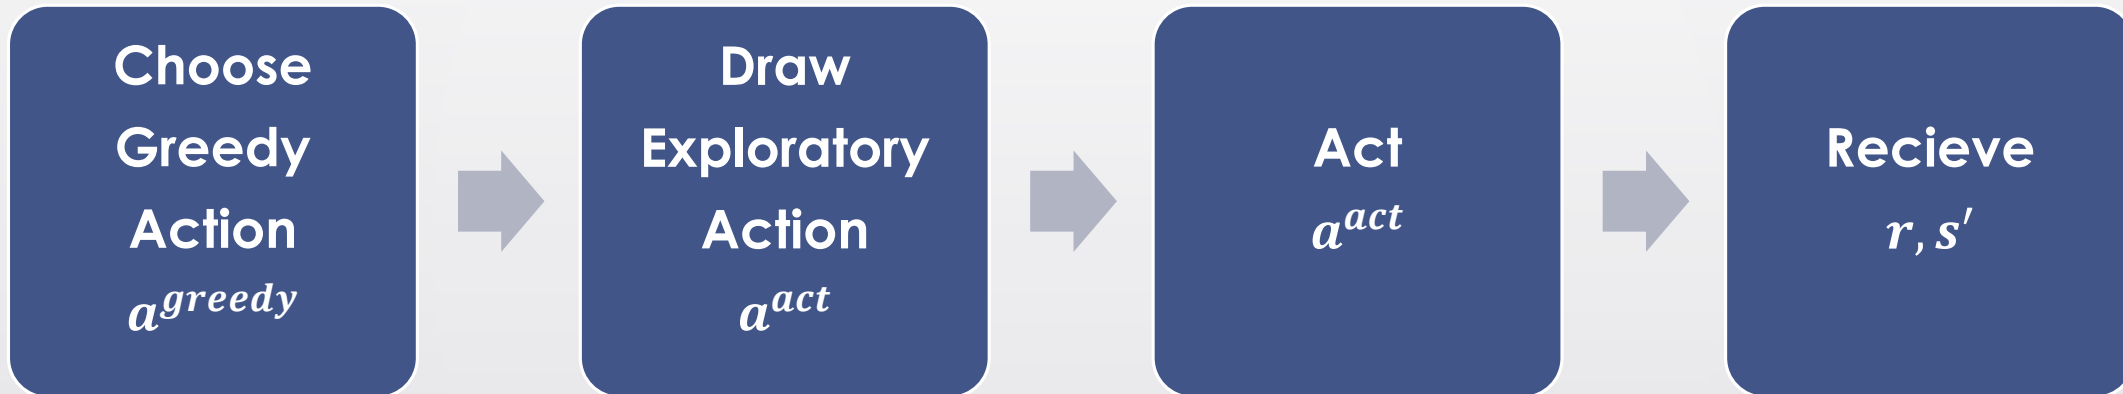 Choose
Greedy
Action
a^greedy
Draw
Exploratory
Action
a^act
Act
a^act
Recieve
r, s′